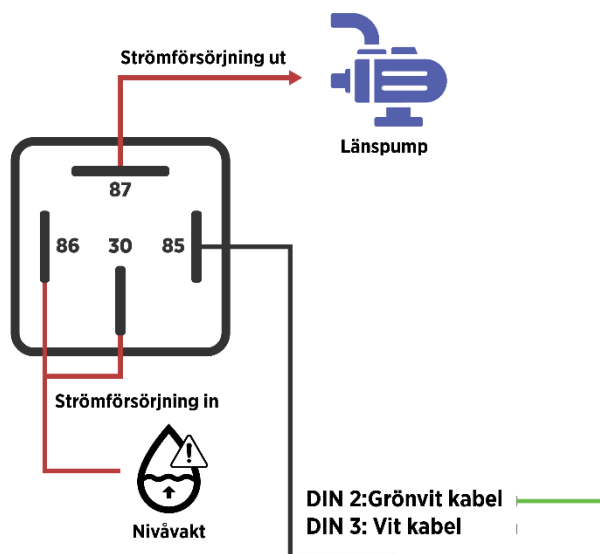 Strömförsörjning ut
Länspump
87
86 30 85
Strömförsörjning in
Nivåvakt
DIN 2:Grönvit kabel
DIN 3: Vit kabel